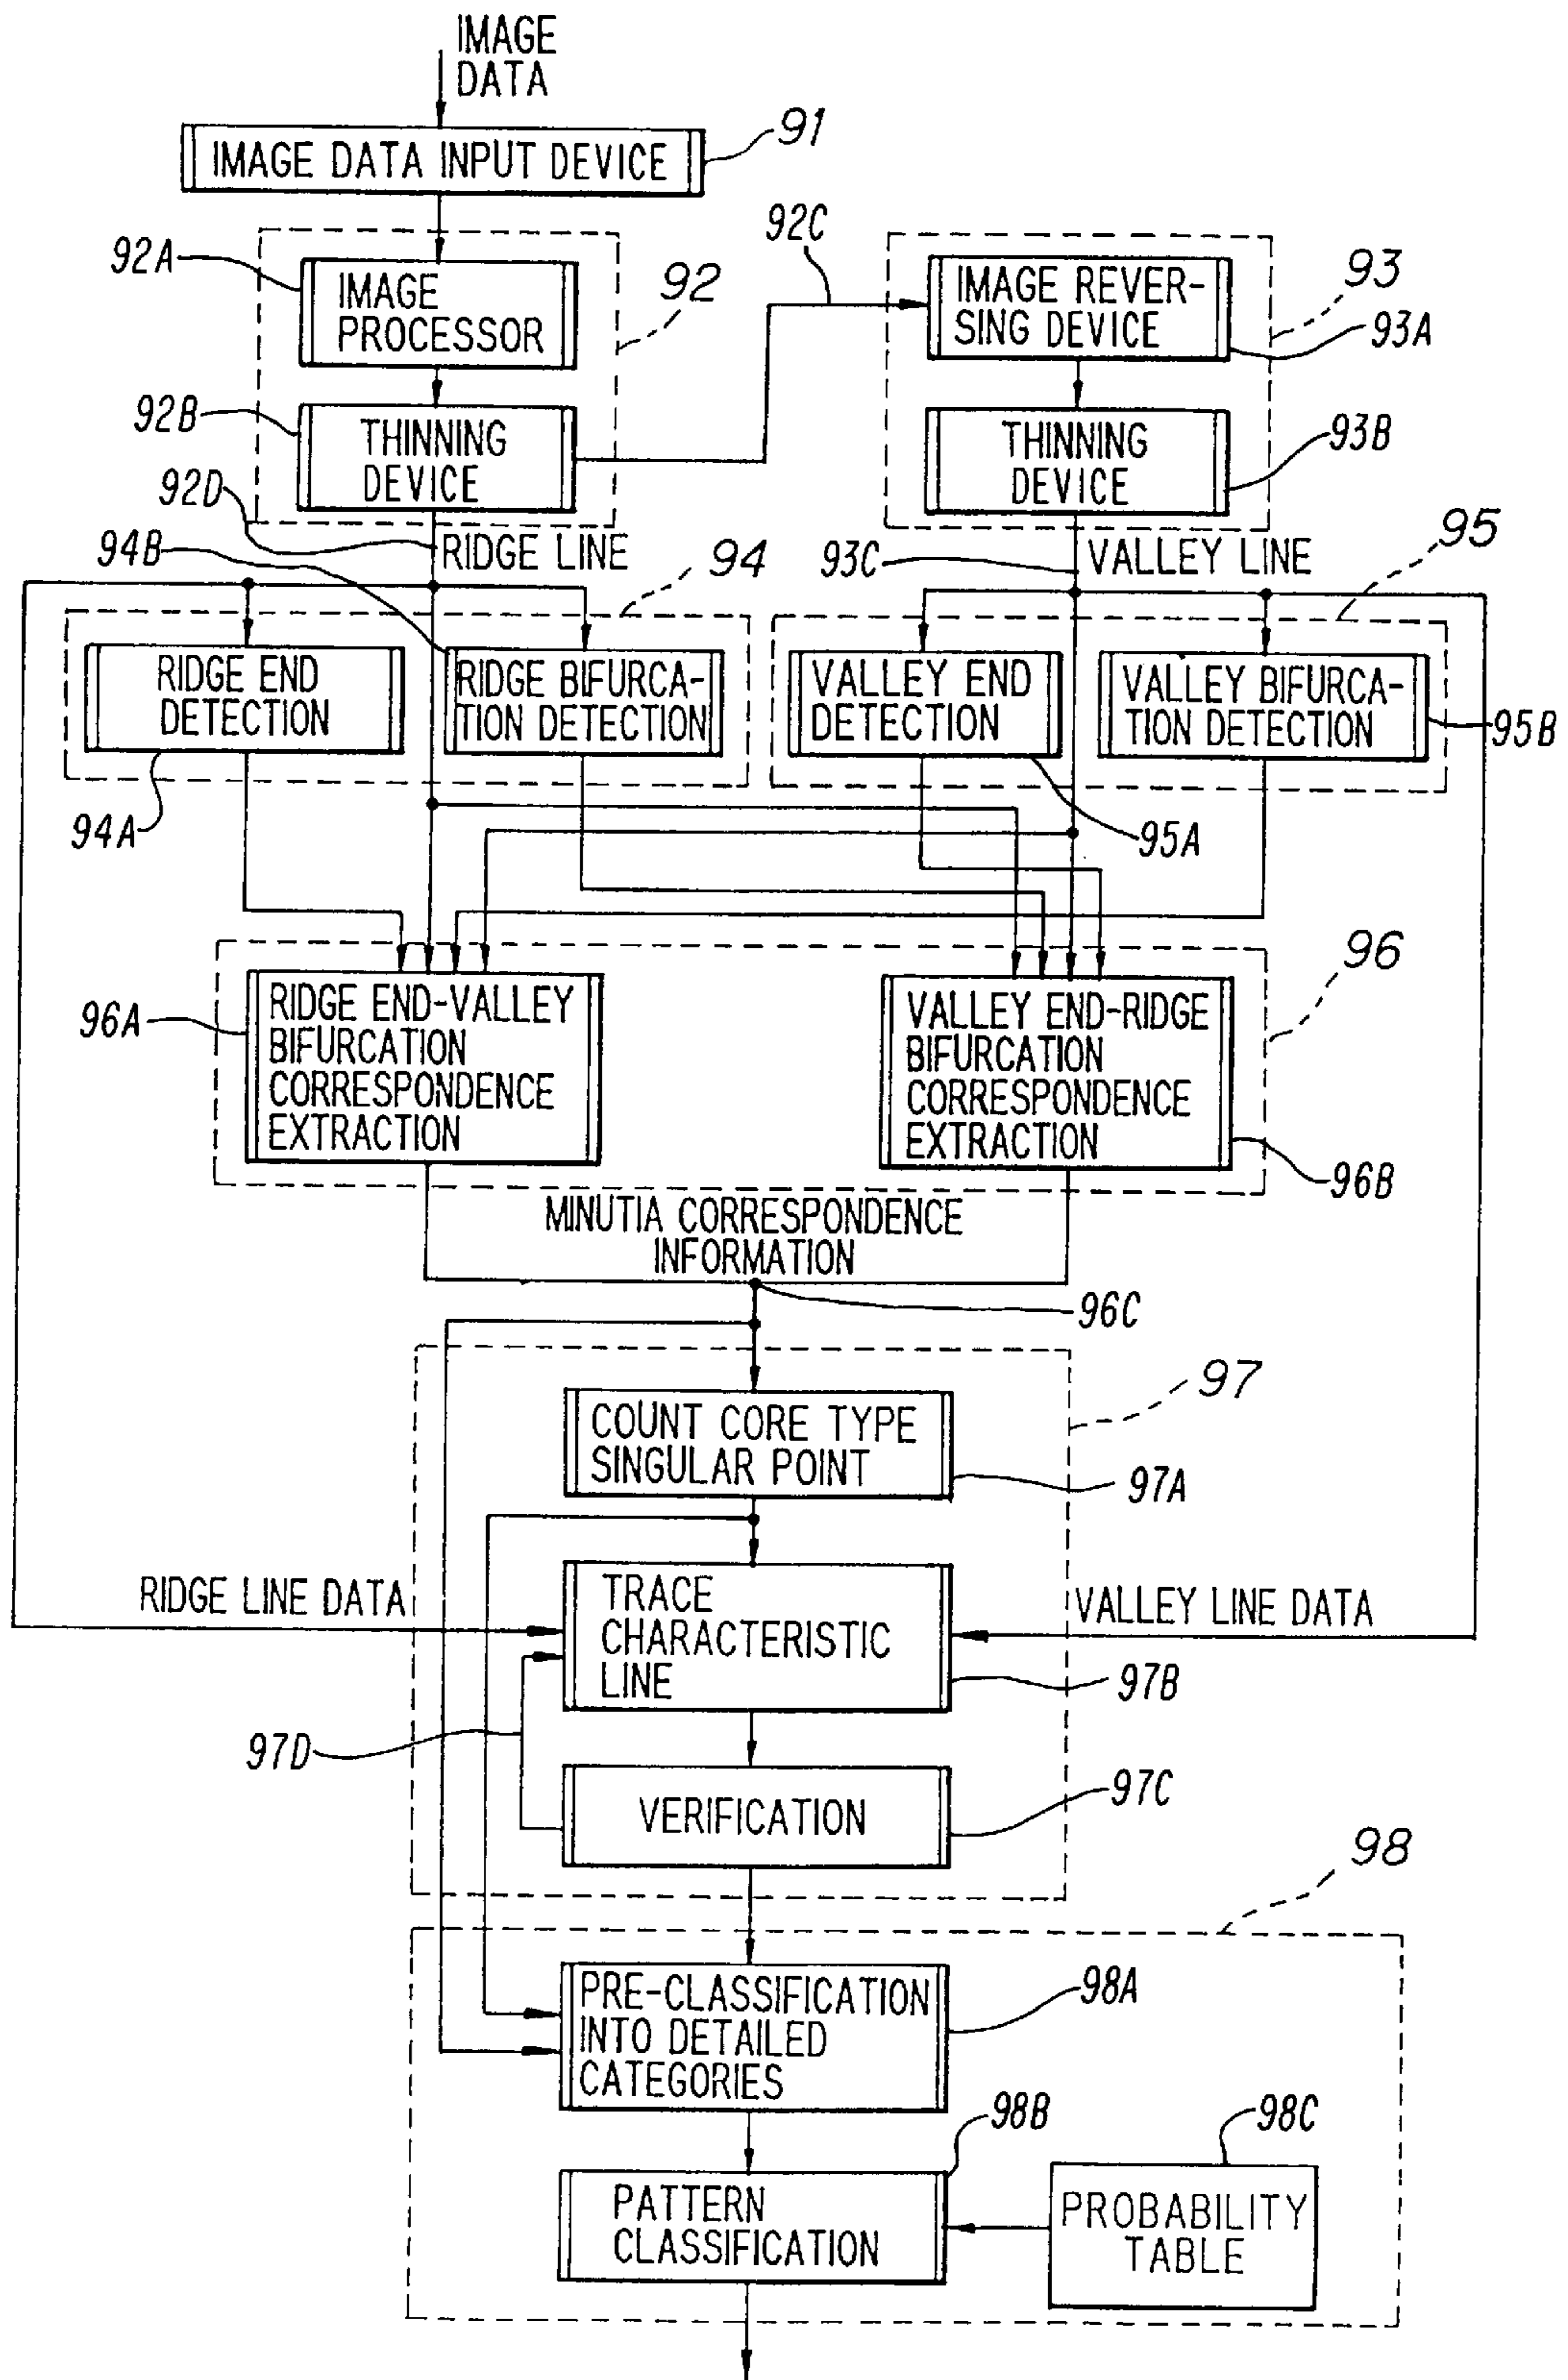 IMAGE
DATA
91
IMAGE DATA INPUT DEVICE
92A
92C
IMAGE
PROCESSOR
92
IMAGE REVER-
SING DEVICE
93
93A
92B
THINNING
DEVICE
THINNING
DEVICE
93B
92D
RIDGE LINE
94B
94
93C
VALLEY LINE
95
RIDGE END
DETECTION
RIDGE BIFURCA-
TION DETECTION
VALLEY END
DETECTION
VALLEY BIFURCA-
TION DETECTION
95B
94A
95A
96
96A
RIDGE END-VALLEY
BIFURCATION
CORRESPONDENCE
EXTRACTION
VALLEY END-RIDGE
BIFURCATION
CORRESPONDENCE
EXTRACTION
96B
MINUTIA CORRESPONDENCE
INFORMATION
96C
97
COUNT CORE TYPE
SINGULAR POINT
97A
RIDGE LINE DATA
TRACE
CHARACTERISTIC
LINE
VALLEY LINE DATA
97B
97D
VERIFICATION
97C
98
PRE-CLASSIFICATION
INTO DETAILED
CATEGORIES
98A
98B
98C
PATTERN
CLASSIFICATION
PROBABILITY
TABLE